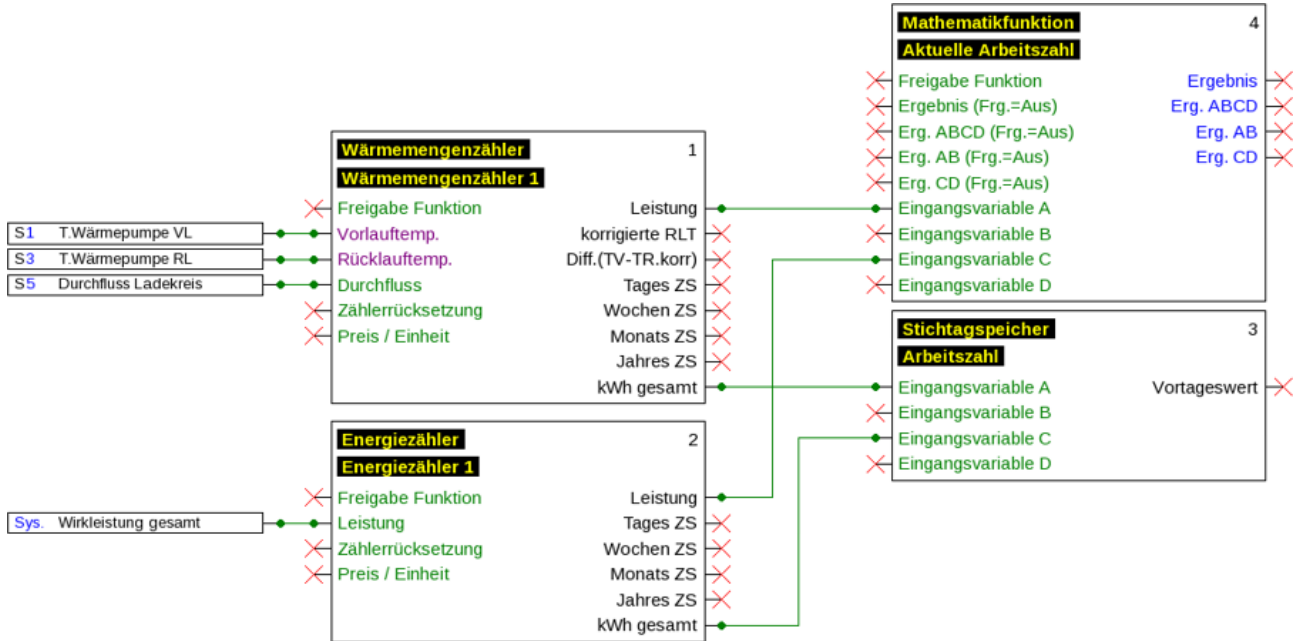 Mathematikfunktion 4
Aktuelle Arbeitszahl
Freigabe Funktion Ergebnis
Ergebnis (Frg.=Aus) Erg. ABCD
Erg. ABCD (Frg.=Aus) Erg. AB
Erg. AB (Frg.=Aus) Erg. CD
Erg. CD (Frg.=Aus)
Eingangsvariable A
Eingangsvariable B
Eingangsvariable C
Eingangsvariable D
Wärmemengenzähler 1
Wärmemengenzähler 1
Freigabe Funktion Leistung
S1 T.Wärmepumpe VL Vorlauftemp. korrigierte RLT
S3 T.Wärmepumpe RL Rücklauftemp. Diff.(TV-TR.korr)
S5 Durchfluss Ladekreis Durchfluss Tages ZS
Zählerrücksetzung Wochen ZS
Preis / Einheit Monats ZS
Jahres ZS
kWh gesamt
Stichtagspeicher 3
Arbeitszahl
Eingangsvariable A Vortageswert
Eingangsvariable B
Eingangsvariable C
Eingangsvariable D
Energiezähler 2
Energiezähler 1
Freigabe Funktion Leistung
Sys. Wirkleistung gesamt Leistung Tages ZS
Zählerrücksetzung Wochen ZS
Preis / Einheit Monats ZS
Jahres ZS
kWh gesamt